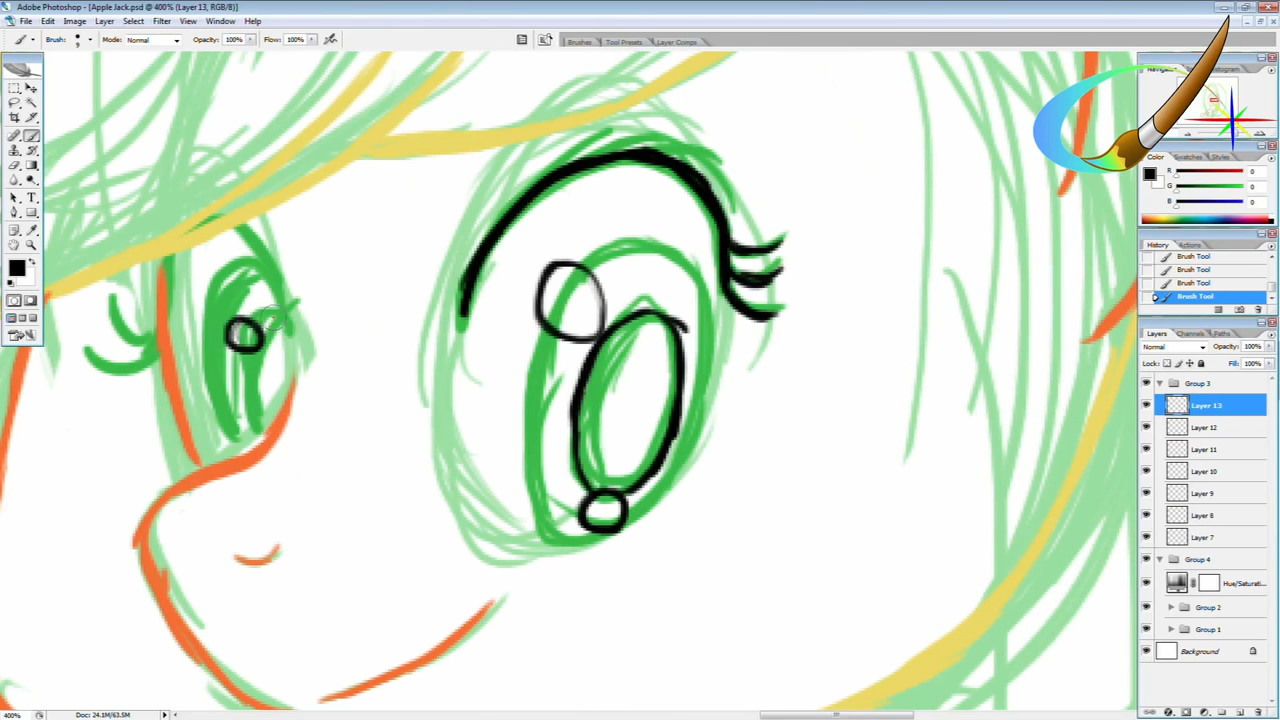 Adobe Photoshop - [Apple Jack.psd @ 400% (Layer 13, RGB/8)]
File Edit Image Layer Select Filter View Window Help
Brush: 9 Mode: Normal Opacity: 100% Flow: 100% Brushes Tool Presets Layer Comps
Color Swatches Styles
R 0
G 0
B 0
History Actions
Brush Tool
Brush Tool
Brush Tool
Brush Tool
Layers Channels Paths
Normal Opacity: 100%
Lock: Fill: 100%
Group 3
Layer 13
Layer 12
Layer 11
Layer 10
Layer 9
Layer 8
Layer 7
Group 4
Hue/Saturati...
Group 2
Group 1
Background
400% Doc: 24.1M/63.5M